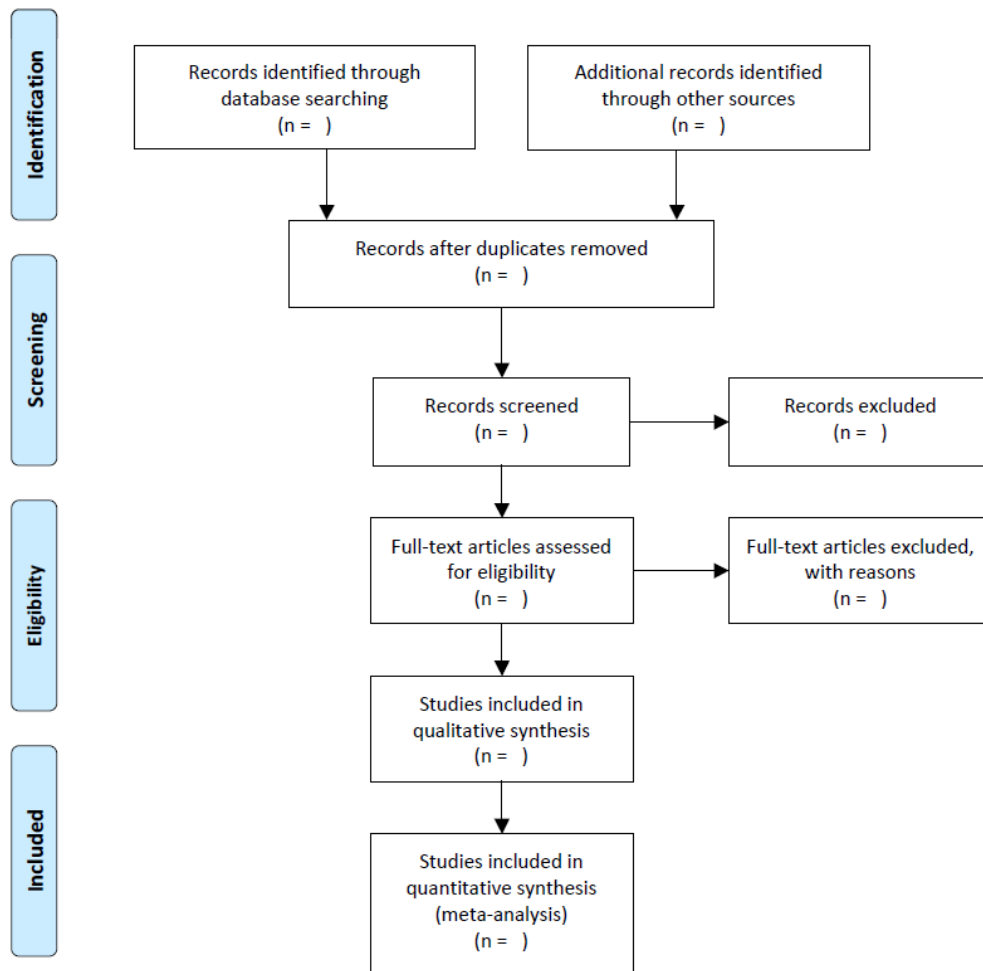 Identification
Records identified through
database searching
(n =   )
Additional records identified
through other sources
(n =   )
Records after duplicates removed
(n =   )
Screening
Records screened
(n =   )
Records excluded
(n =   )
Eligibility
Full-text articles assessed
for eligibility
(n =   )
Full-text articles excluded,
with reasons
(n =   )
Studies included in
qualitative synthesis
(n =   )
Included
Studies included in
quantitative synthesis
(meta-analysis)
(n =   )